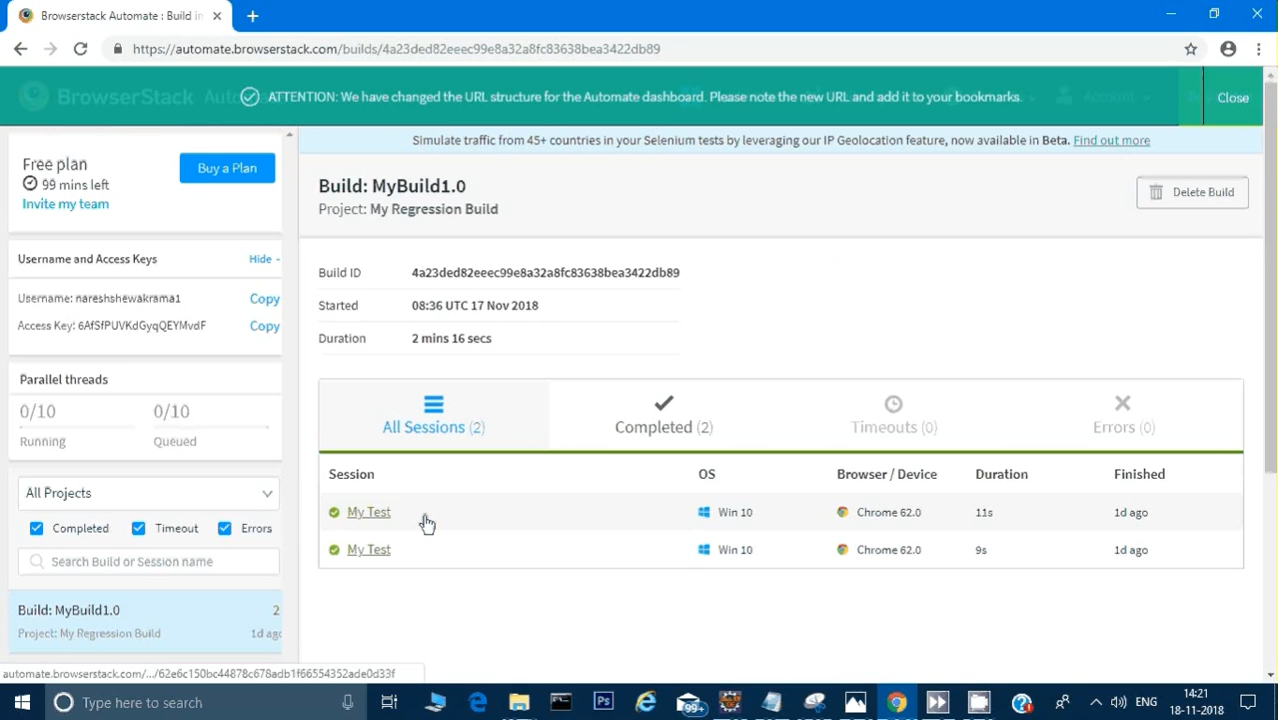 Browserstack Automate : Build in
https://automate.browserstack.com/builds/4a23ded82eeec99e8a32a8fc83638bea3422db89
BrowserStack
ATTENTION: We have changed the URL structure for the Automate dashboard. Please note the new URL and add it to your bookmarks.
Close
Simulate traffic from 45+ countries in your Selenium tests by leveraging our IP Geolocation feature, now available in Beta. Find out more
Free plan
99 mins left
Invite my team
Buy a Plan
Username and Access Keys
Hide -
Username: nareshshewakrama1
Copy
Access Key: 6AfSfPUVKdGyqQEYMvdF
Copy
Parallel threads
0/10
0/10
Running
Queued
All Projects
Completed
Timeout
Errors
Search Build or Session name
Build: MyBuild1.0
2
Project: My Regression Build
1d ago
Build: MyBuild1.0
Project: My Regression Build
Delete Build
Build ID 4a23ded82eeec99e8a32a8fc83638bea3422db89
Started 08:36 UTC 17 Nov 2018
Duration 2 mins 16 secs
All Sessions (2)
Completed (2)
Timeouts (0)
Errors (0)
Session OS Browser / Device Duration Finished
My Test Win 10 Chrome 62.0 11s 1d ago
My Test Win 10 Chrome 62.0 9s 1d ago
automate.browserstack.com/.../62e6c150bc44878c678adb1f66554352ade0d33f
Type here to search
Ps
99+
ENG
14:21
18-11-2018